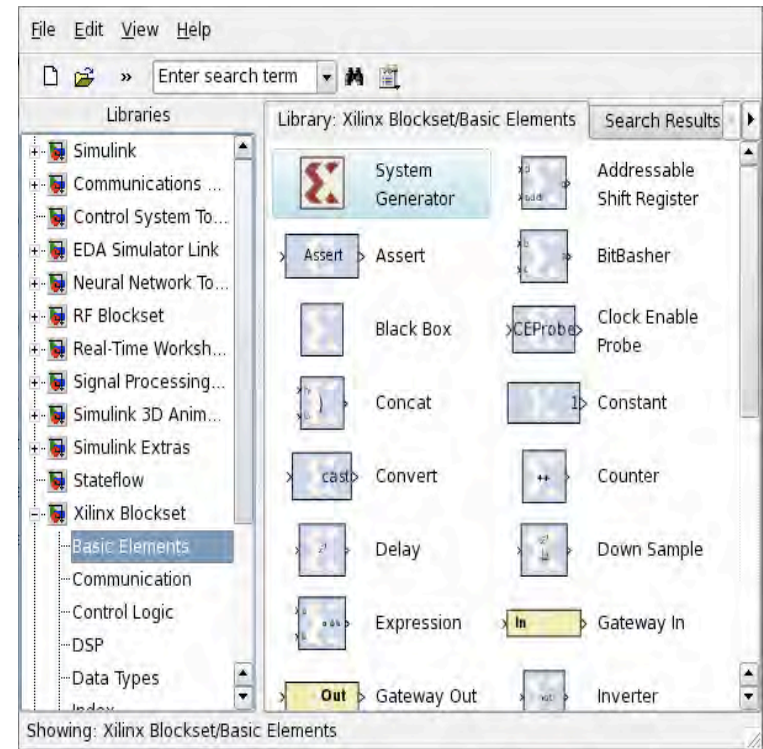 File Edit View Help
» Enter search term
Libraries
Simulink
Communications ...
Control System To...
EDA Simulator Link
Neural Network To...
RF Blockset
Real-Time Worksh...
Signal Processing...
Simulink 3D Anim...
Simulink Extras
Stateflow
Xilinx Blockset
Basic Elements
Communication
Control Logic
DSP
Data Types
Index
Library: Xilinx Blockset/Basic Elements Search Results
System
Generator
Addressable
Shift Register
Assert Assert
BitBasher
Black Box
CEProbe Clock Enable
Probe
Concat
1 Constant
cast Convert
++ Counter
Delay
Down Sample
Expression
In Gateway In
Out Gateway Out
Inverter
Showing: Xilinx Blockset/Basic Elements